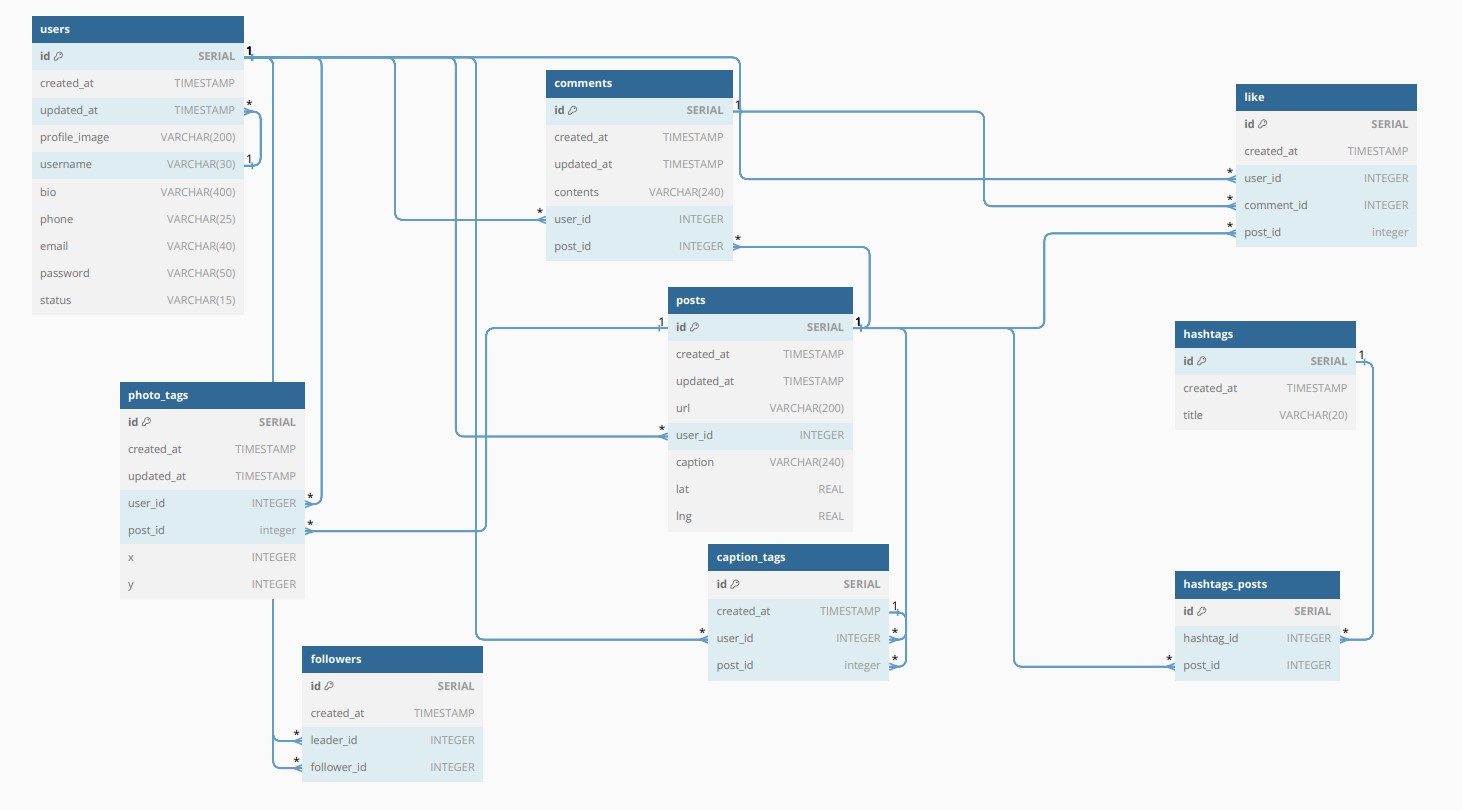 users
id SERIAL 1
created_at TIMESTAMP
updated_at TIMESTAMP *
profile_image VARCHAR(200)
username VARCHAR(30) 1
bio VARCHAR(400)
phone VARCHAR(25)
email VARCHAR(40)
password VARCHAR(50)
status VARCHAR(15)
comments
id SERIAL 1
created_at TIMESTAMP
updated_at TIMESTAMP
contents VARCHAR(240)
* user_id INTEGER
post_id INTEGER *
like
id SERIAL
created_at TIMESTAMP
* user_id INTEGER
* comment_id INTEGER
* post_id integer
posts
1 id SERIAL 1
created_at TIMESTAMP
updated_at TIMESTAMP
url VARCHAR(200)
* user_id INTEGER
caption VARCHAR(240)
lat REAL
lng REAL
hashtags
id SERIAL 1
created_at TIMESTAMP
title VARCHAR(20)
photo_tags
id SERIAL
created_at TIMESTAMP
updated_at TIMESTAMP
user_id INTEGER *
post_id integer *
x INTEGER
y INTEGER
caption_tags
id SERIAL
created_at TIMESTAMP 1
* user_id INTEGER *
post_id integer *
hashtags_posts
id SERIAL
hashtag_id INTEGER *
* post_id INTEGER
followers
id SERIAL
created_at TIMESTAMP
* leader_id INTEGER
* follower_id INTEGER